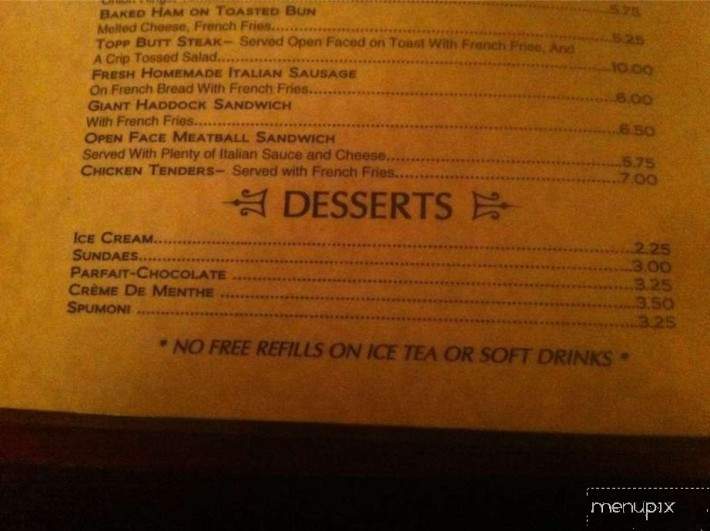 BAKED HAM ON TOASTED BUN 5.75
Melted Cheese, French Fries............5.25
TOPP BUTT STEAK– Served Open Faced on Toast With French Fries, And
A Crip Tossed Salad............10.00
FRESH HOMEMADE ITALIAN SAUSAGE
On French Bread With French Fries............6.00
GIANT HADDOCK SANDWICH
With French Fries............6.50
OPEN FACE MEATBALL SANDWICH
Served With Plenty of Italian Sauce and Cheese............5.75
CHICKEN TENDERS– Served with French Fries............7.00
DESSERTS
ICE CREAM............2.25
SUNDAES............3.00
PARFAIT-CHOCOLATE ............3.25
CRÈME DE MENTHE ............3.50
SPUMONI ............3.25
* NO FREE REFILLS ON ICE TEA OR SOFT DRINKS *
menupix